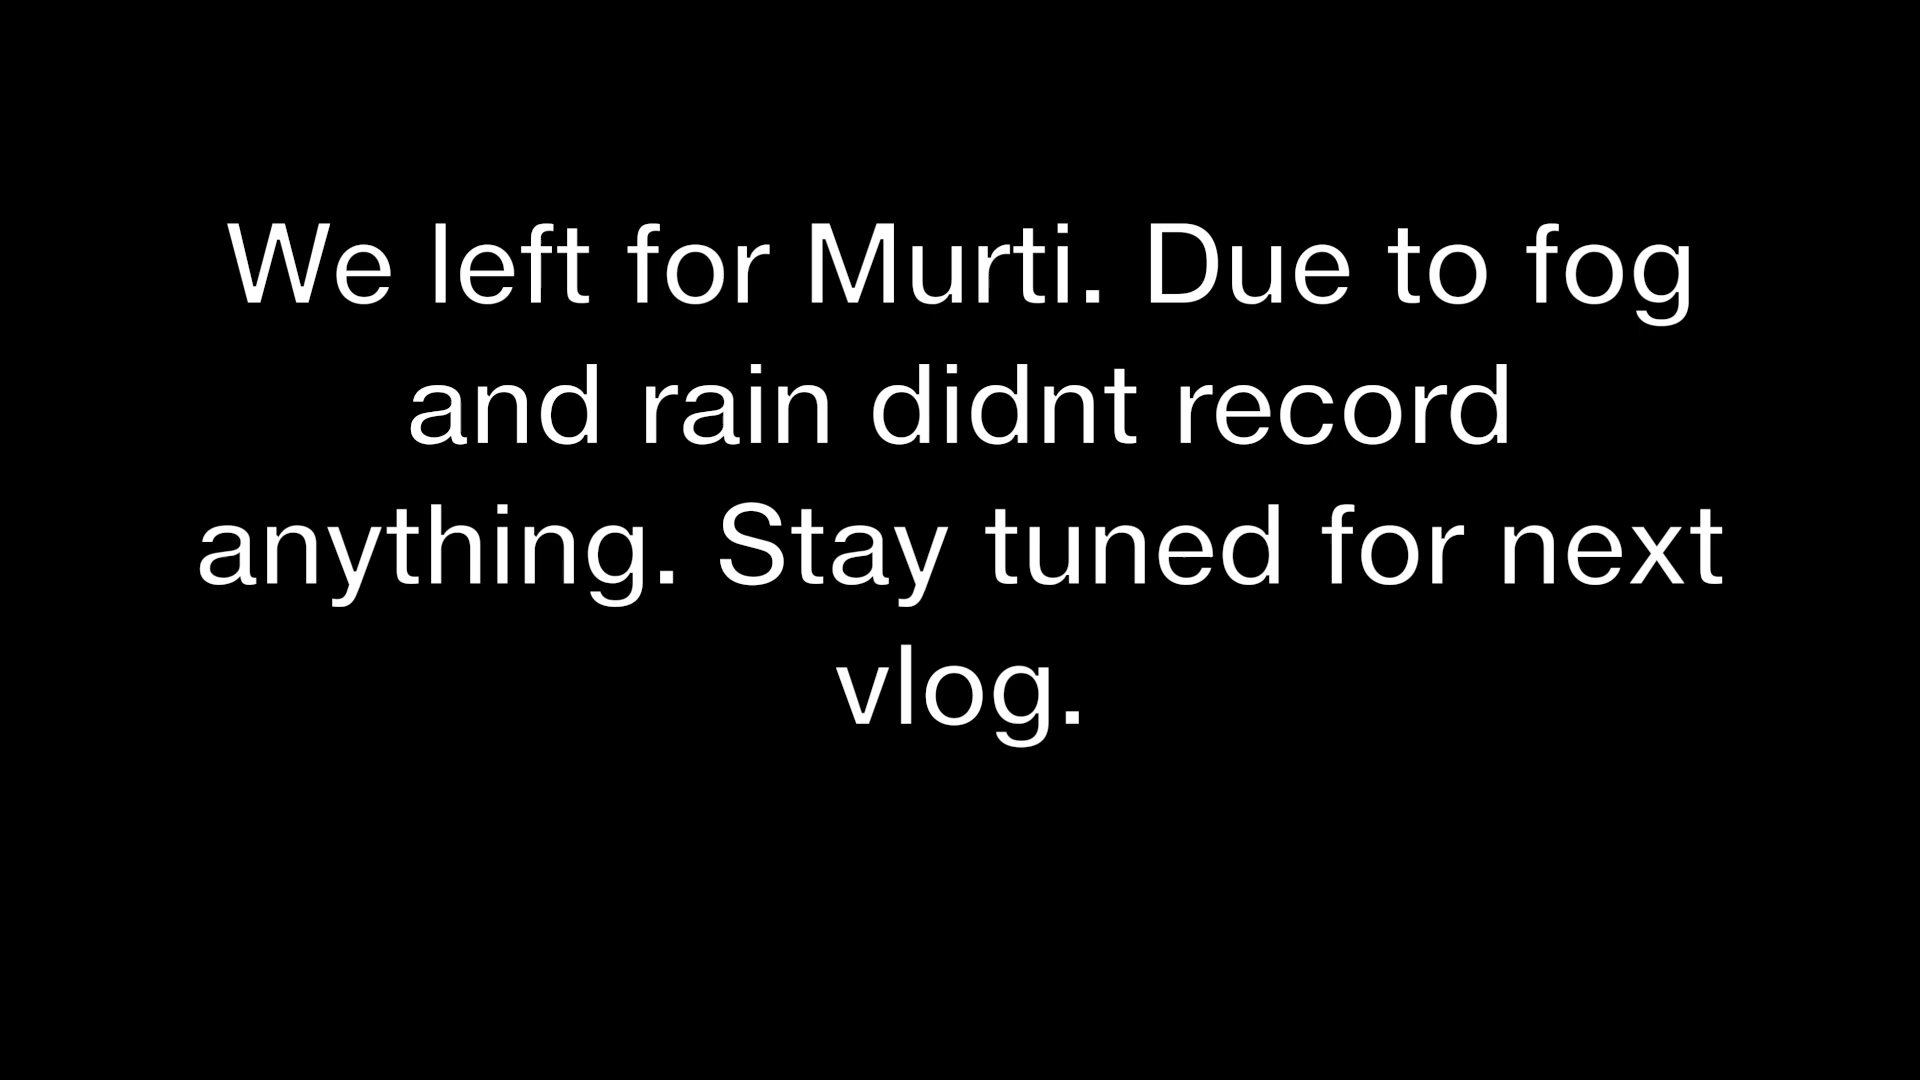 We left for Murti. Due to fog
and rain didnt record
anything. Stay tuned for next
vlog.